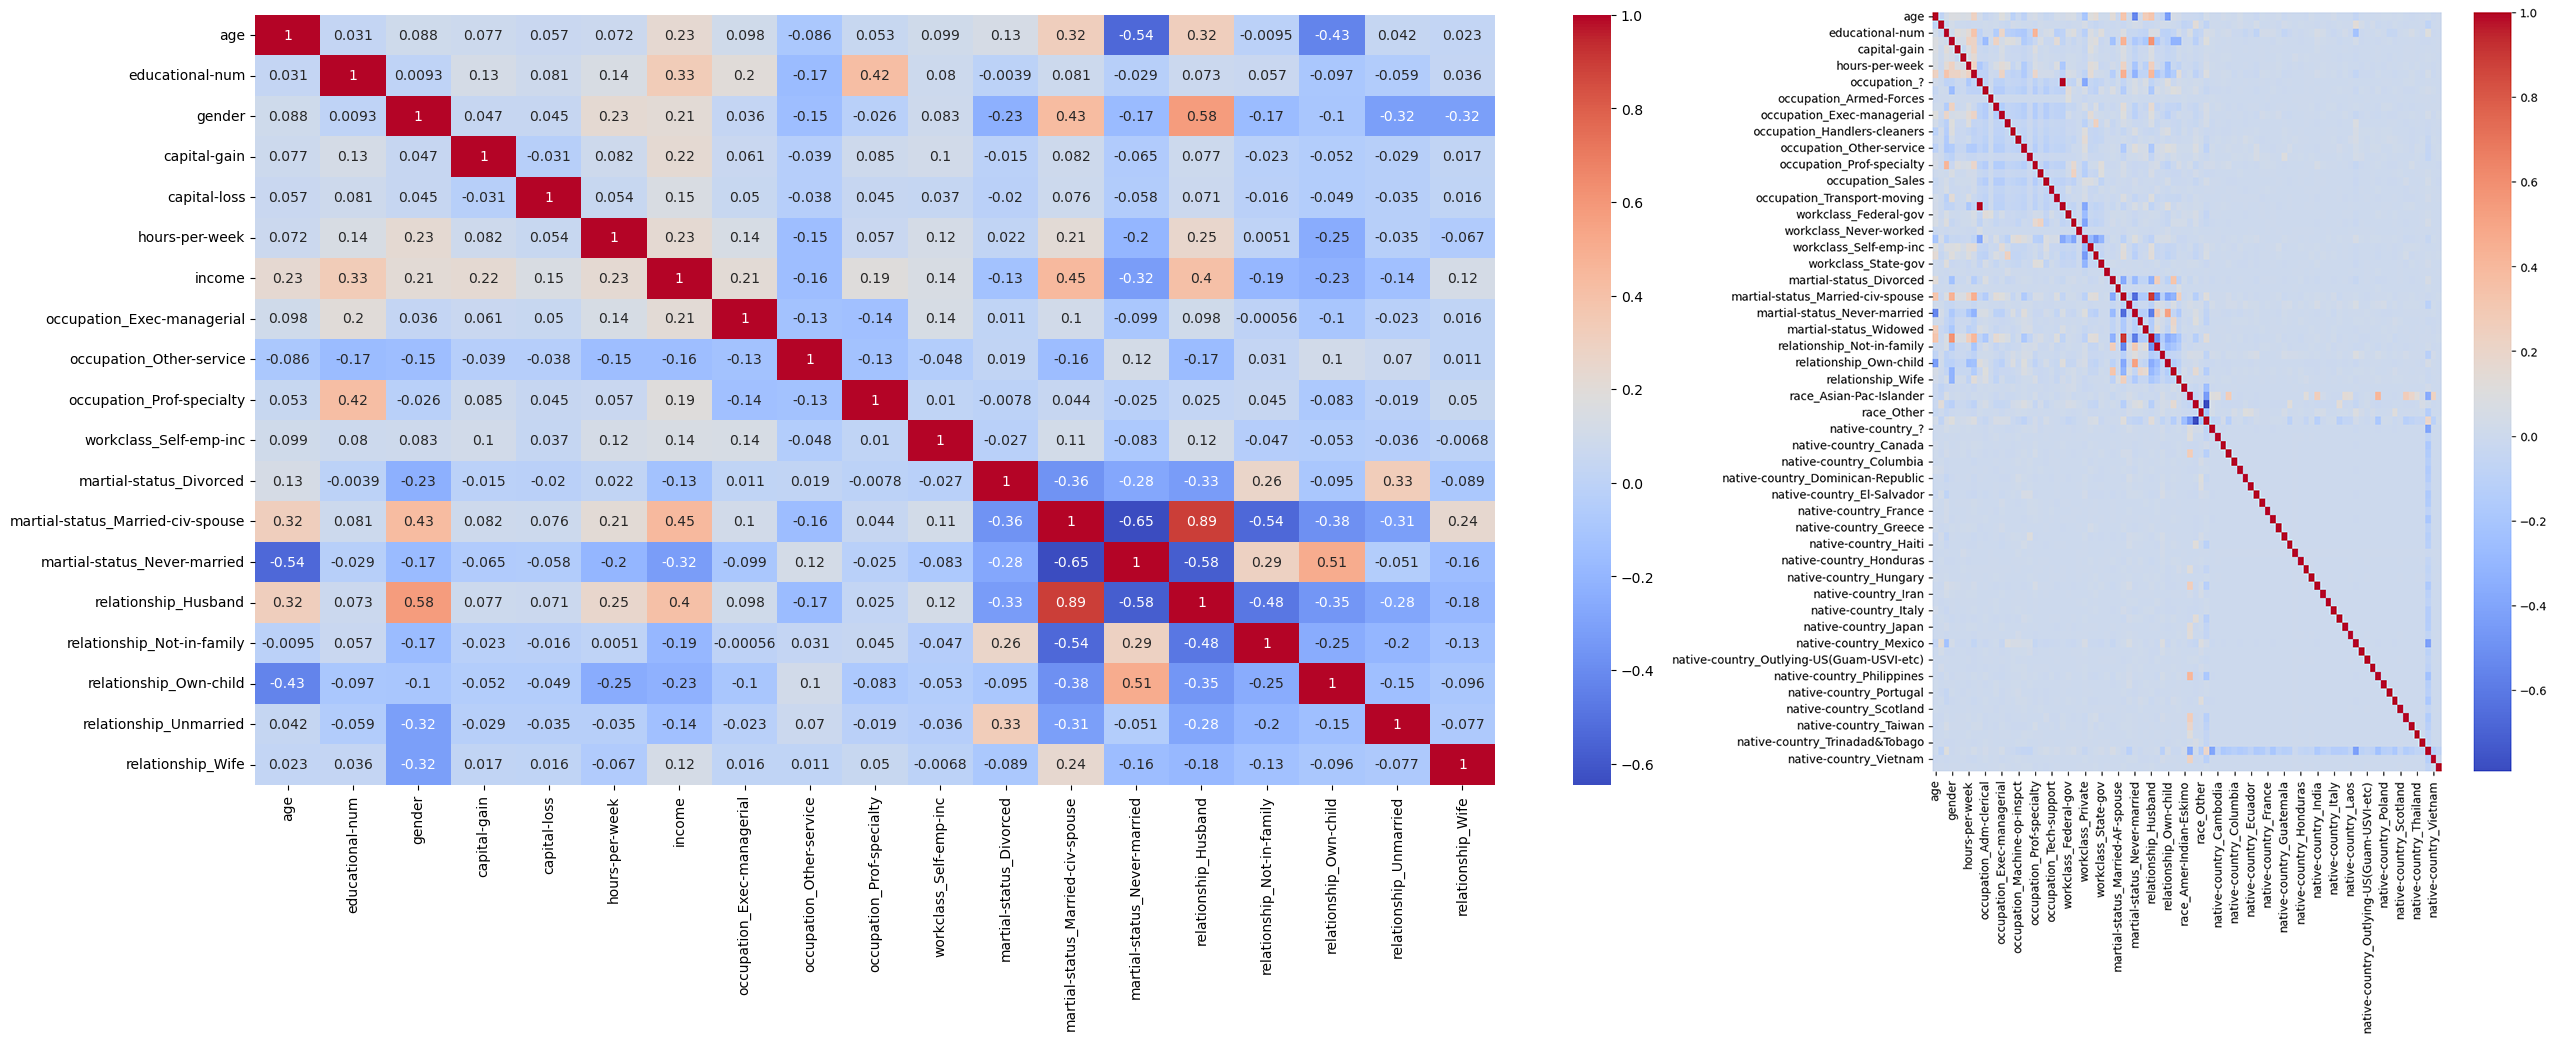 age 1 0.031 0.088 0.077 0.057 0.072 0.23 0.098 -0.086 0.053 0.099 0.13 0.32 -0.54 0.32 -0.0095 -0.43 0.042 0.023
educational-num 0.031 1 0.0093 0.13 0.081 0.14 0.33 0.2 -0.17 0.42 0.08 -0.0039 0.081 -0.029 0.073 0.057 -0.097 -0.059 0.036
gender 0.088 0.0093 1 0.047 0.045 0.23 0.21 0.036 -0.15 -0.026 0.083 -0.23 0.43 -0.17 0.58 -0.17 -0.1 -0.32 -0.32
capital-gain 0.077 0.13 0.047 1 -0.031 0.082 0.22 0.061 -0.039 0.085 0.1 -0.015 0.082 -0.065 0.077 -0.023 -0.052 -0.029 0.017
capital-loss 0.057 0.081 0.045 -0.031 1 0.054 0.15 0.05 -0.038 0.045 0.037 -0.02 0.076 -0.058 0.071 -0.016 -0.049 -0.035 0.016
hours-per-week 0.072 0.14 0.23 0.082 0.054 1 0.23 0.14 -0.15 0.057 0.12 0.022 0.21 -0.2 0.25 0.0051 -0.25 -0.035 -0.067
income 0.23 0.33 0.21 0.22 0.15 0.23 1 0.21 -0.16 0.19 0.14 -0.13 0.45 -0.32 0.4 -0.19 -0.23 -0.14 0.12
occupation_Exec-managerial 0.098 0.2 0.036 0.061 0.05 0.14 0.21 1 -0.13 -0.14 0.14 0.011 0.1 -0.099 0.098 -0.00056 -0.1 -0.023 0.016
occupation_Other-service -0.086 -0.17 -0.15 -0.039 -0.038 -0.15 -0.16 -0.13 1 -0.13 -0.048 0.019 -0.16 0.12 -0.17 0.031 0.1 0.07 0.011
occupation_Prof-specialty 0.053 0.42 -0.026 0.085 0.045 0.057 0.19 -0.14 -0.13 1 0.01 -0.0078 0.044 -0.025 0.025 0.045 -0.083 -0.019 0.05
workclass_Self-emp-inc 0.099 0.08 0.083 0.1 0.037 0.12 0.14 0.14 -0.048 0.01 1 -0.027 0.11 -0.083 0.12 -0.047 -0.053 -0.036 -0.0068
martial-status_Divorced 0.13 -0.0039 -0.23 -0.015 -0.02 0.022 -0.13 0.011 0.019 -0.0078 -0.027 1 -0.36 -0.28 -0.33 0.26 -0.095 0.33 -0.089
martial-status_Married-civ-spouse 0.32 0.081 0.43 0.082 0.076 0.21 0.45 0.1 -0.16 0.044 0.11 -0.36 1 -0.65 0.89 -0.54 -0.38 -0.31 0.24
martial-status_Never-married -0.54 -0.029 -0.17 -0.065 -0.058 -0.2 -0.32 -0.099 0.12 -0.025 -0.083 -0.28 -0.65 1 -0.58 0.29 0.51 -0.051 -0.16
relationship_Husband 0.32 0.073 0.58 0.077 0.071 0.25 0.4 0.098 -0.17 0.025 0.12 -0.33 0.89 -0.58 1 -0.48 -0.35 -0.28 -0.18
relationship_Not-in-family -0.0095 0.057 -0.17 -0.023 -0.016 0.0051 -0.19 -0.00056 0.031 0.045 -0.047 0.26 -0.54 0.29 -0.48 1 -0.25 -0.2 -0.13
relationship_Own-child -0.43 -0.097 -0.1 -0.052 -0.049 -0.25 -0.23 -0.1 0.1 -0.083 -0.053 -0.095 -0.38 0.51 -0.35 -0.25 1 -0.15 -0.096
relationship_Unmarried 0.042 -0.059 -0.32 -0.029 -0.035 -0.035 -0.14 -0.023 0.07 -0.019 -0.036 0.33 -0.31 -0.051 -0.28 -0.2 -0.15 1 -0.077
relationship_Wife 0.023 0.036 -0.32 0.017 0.016 -0.067 0.12 0.016 0.011 0.05 -0.0068 -0.089 0.24 -0.16 -0.18 -0.13 -0.096 -0.077 1
age
educational-num
gender
capital-gain
capital-loss
hours-per-week
income
occupation_Exec-managerial
occupation_Other-service
occupation_Prof-specialty
workclass_Self-emp-inc
martial-status_Divorced
martial-status_Married-civ-spouse
martial-status_Never-married
relationship_Husband
relationship_Not-in-family
relationship_Own-child
relationship_Unmarried
relationship_Wife
1.0
0.8
0.6
0.4
0.2
0.0
−0.2
−0.4
−0.6
age
educational-num
capital-gain
hours-per-week
occupation_?
occupation_Armed-Forces
occupation_Exec-managerial
occupation_Handlers-cleaners
occupation_Other-service
occupation_Prof-specialty
occupation_Sales
occupation_Transport-moving
workclass_Federal-gov
workclass_Never-worked
workclass_Self-emp-inc
workclass_State-gov
martial-status_Divorced
martial-status_Married-civ-spouse
martial-status_Never-married
martial-status_Widowed
relationship_Not-in-family
relationship_Own-child
relationship_Wife
race_Asian-Pac-Islander
race_Other
native-country_?
native-country_Canada
native-country_Columbia
native-country_Dominican-Republic
native-country_El-Salvador
native-country_France
native-country_Greece
native-country_Haiti
native-country_Honduras
native-country_Hungary
native-country_Iran
native-country_Italy
native-country_Japan
native-country_Mexico
native-country_Outlying-US(Guam-USVI-etc)
native-country_Philippines
native-country_Portugal
native-country_Scotland
native-country_Taiwan
native-country_Trinadad&Tobago
native-country_Vietnam
age
gender
hours-per-week
occupation_Adm-clerical
occupation_Exec-managerial
occupation_Machine-op-inspct
occupation_Prof-specialty
occupation_Tech-support
workclass_Federal-gov
workclass_Private
workclass_State-gov
martial-status_Married-AF-spouse
martial-status_Never-married
relationship_Husband
relationship_Own-child
race_Amer-Indian-Eskimo
race_Other
native-country_Cambodia
native-country_Columbia
native-country_Ecuador
native-country_France
native-country_Guatemala
native-country_Honduras
native-country_India
native-country_Italy
native-country_Laos
native-country_Outlying-US(Guam-USVI-etc)
native-country_Poland
native-country_Scotland
native-country_Thailand
native-country_Vietnam
1.0
0.8
0.6
0.4
0.2
0.0
−0.2
−0.4
−0.6